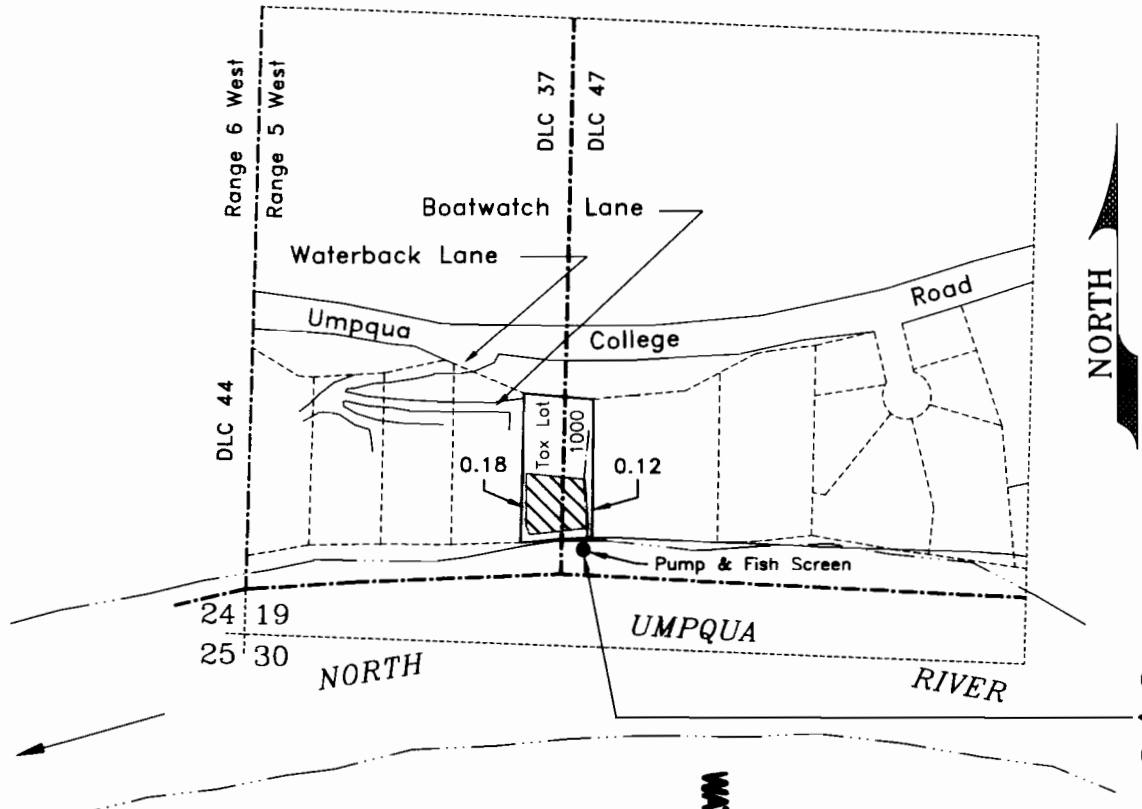 Range 6 West
Range 5 West
DLC 37
DLC 47
Boatwatch Lane
Waterback Lane
Umpqua College Road
NORTH
DLC 44
Tax Lot
1000
0.18
0.12
Pump & Fish Screen
24 19
25 30
UMPQUA
NORTH
RIVER
WA